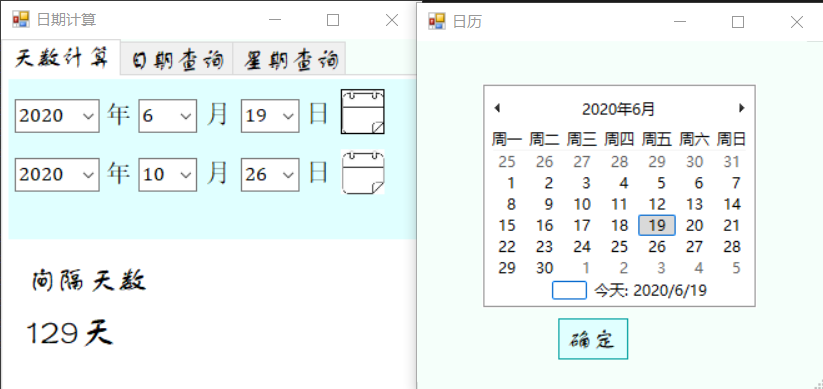 日期计算
天数计算 日期查询 星期查询
2020 年 6 月 19 日
2020 年 10 月 26 日
间隔天数
129天
日历
2020年6月
周一 周二 周三 周四 周五 周六 周日
25 26 27 28 29 30 31
1 2 3 4 5 6 7
8 9 10 11 12 13 14
15 16 17 18 19 20 21
22 23 24 25 26 27 28
29 30 1 2 3 4 5
今天: 2020/6/19
确定